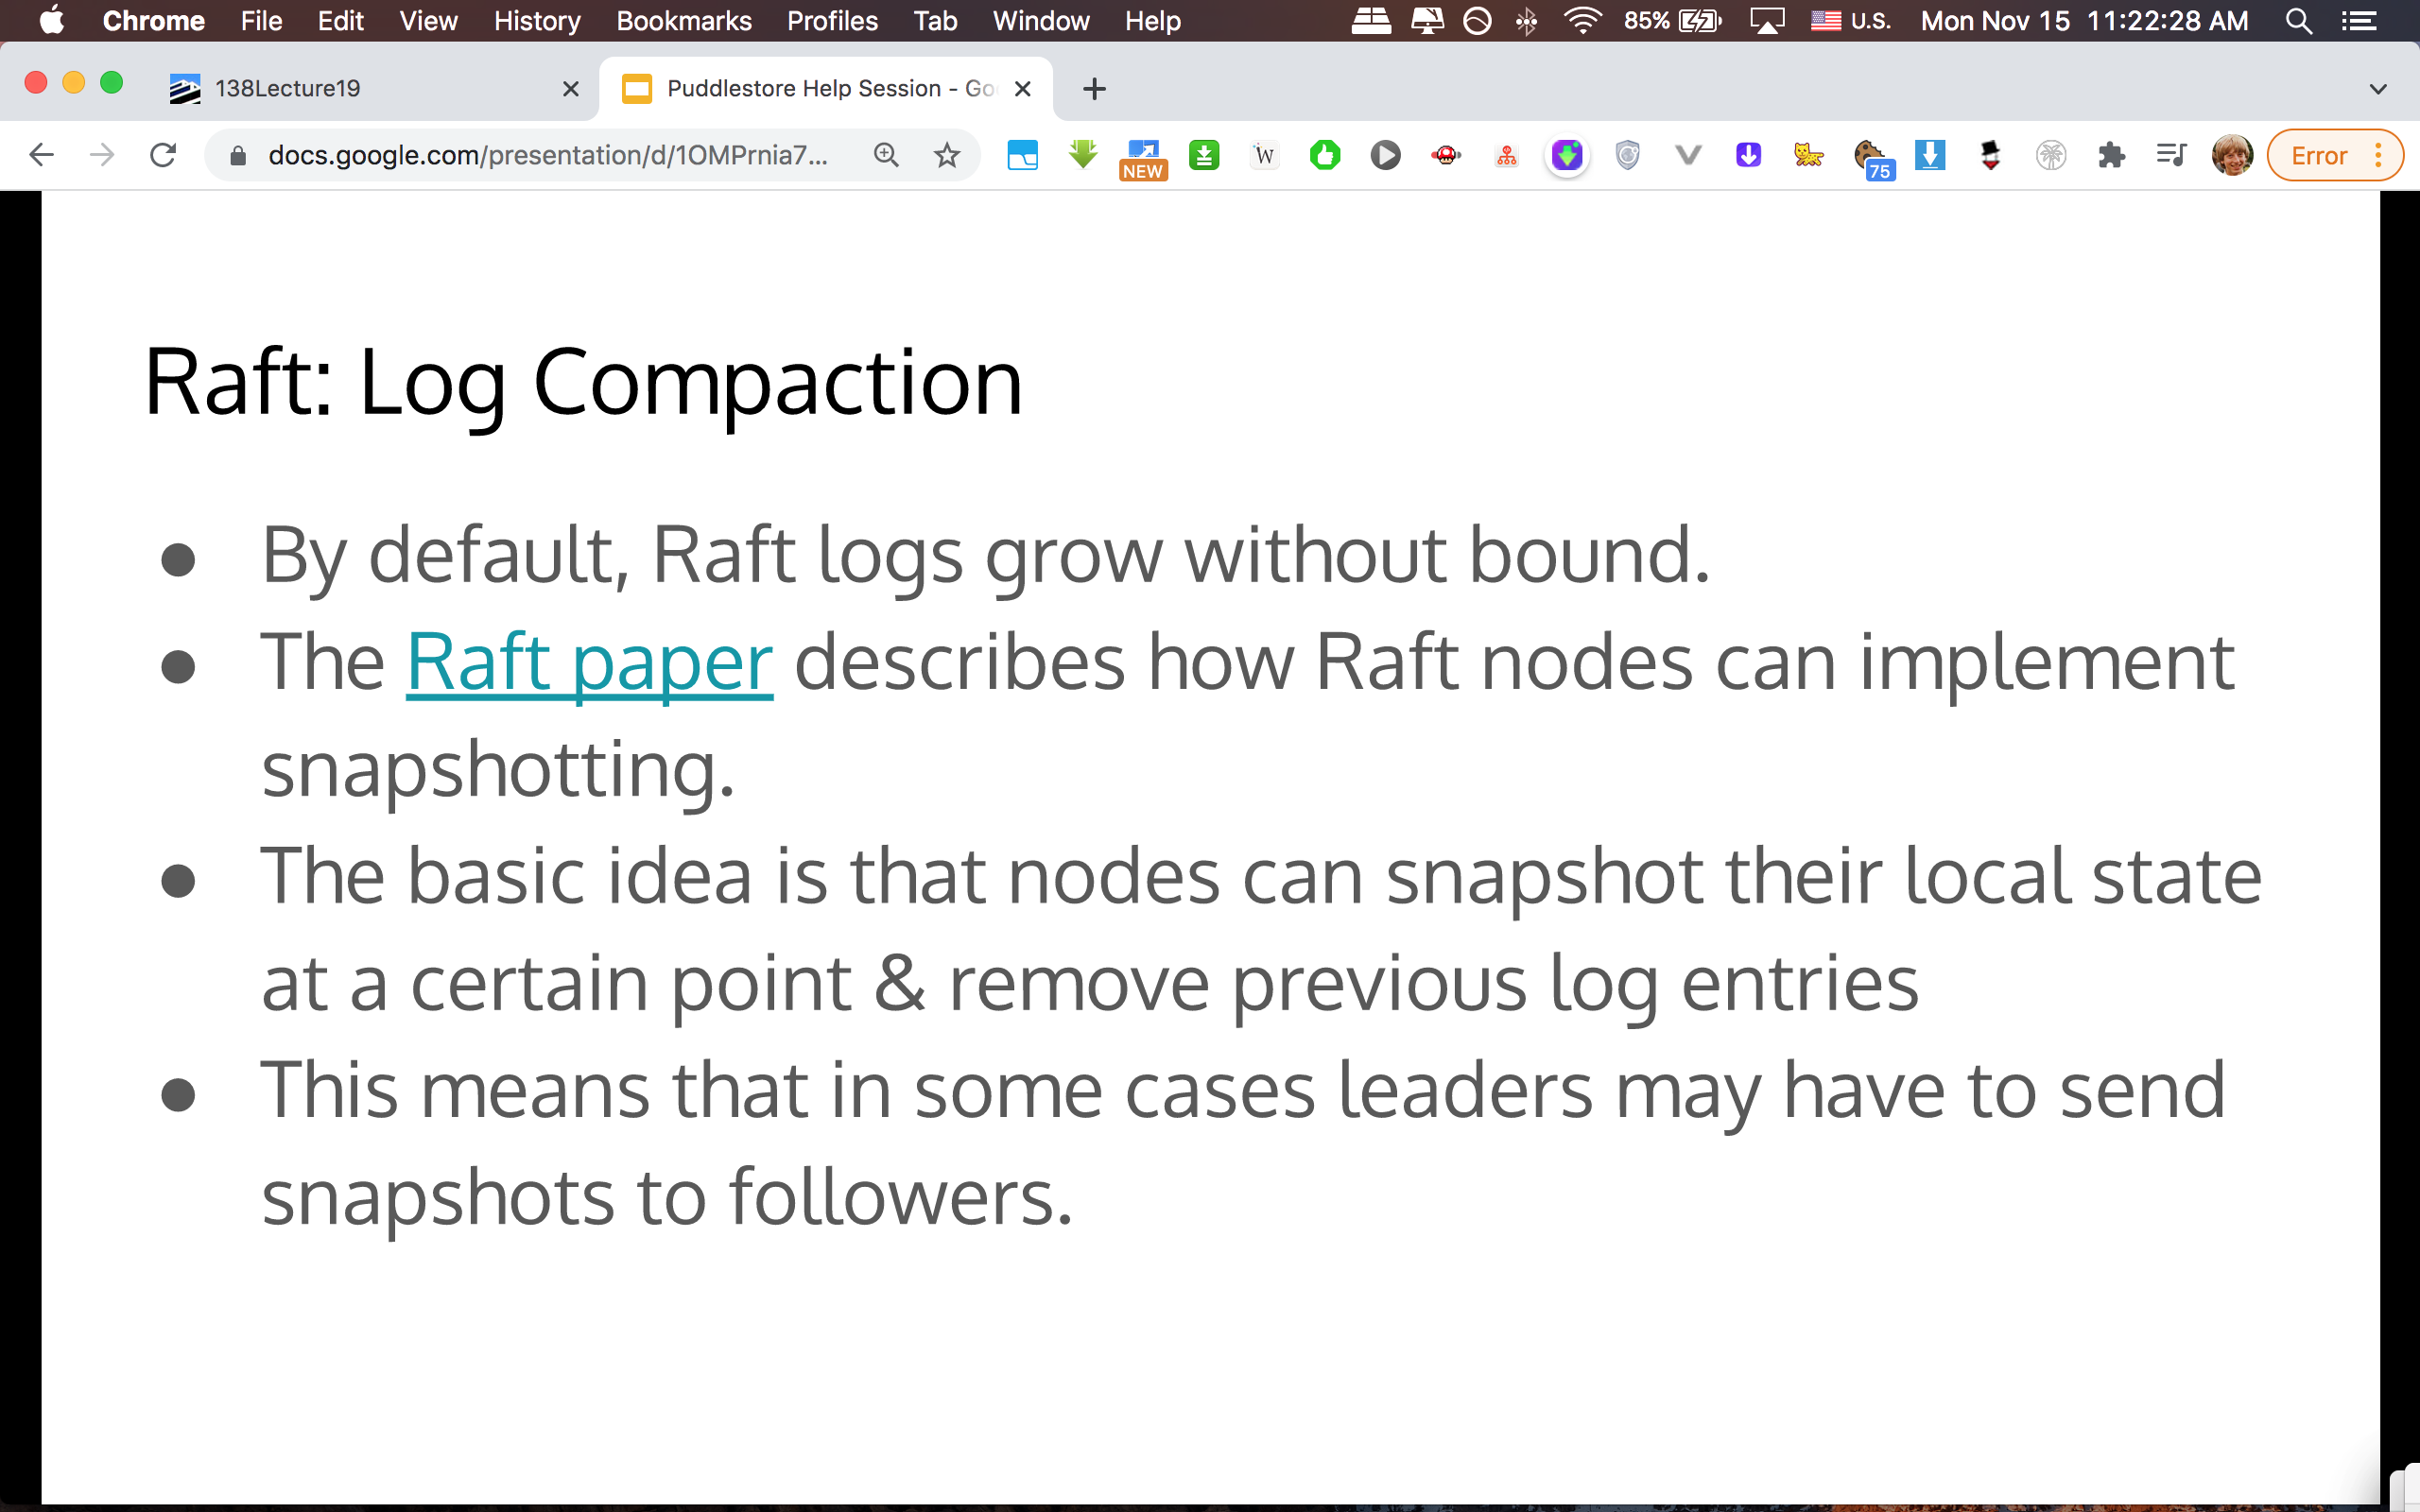 Chrome File Edit View History Bookmarks Profiles Tab Window Help 85% U.S. Mon Nov 15 11:22:28 AM
138Lecture19 Puddlestore Help Session - Go
docs.google.com/presentation/d/1OMPrnia7... NEW W 75 Error
Raft: Log Compaction
● By default, Raft logs grow without bound.
● The Raft paper describes how Raft nodes can implement
snapshotting.
● The basic idea is that nodes can snapshot their local state
at a certain point & remove previous log entries
● This means that in some cases leaders may have to send
snapshots to followers.